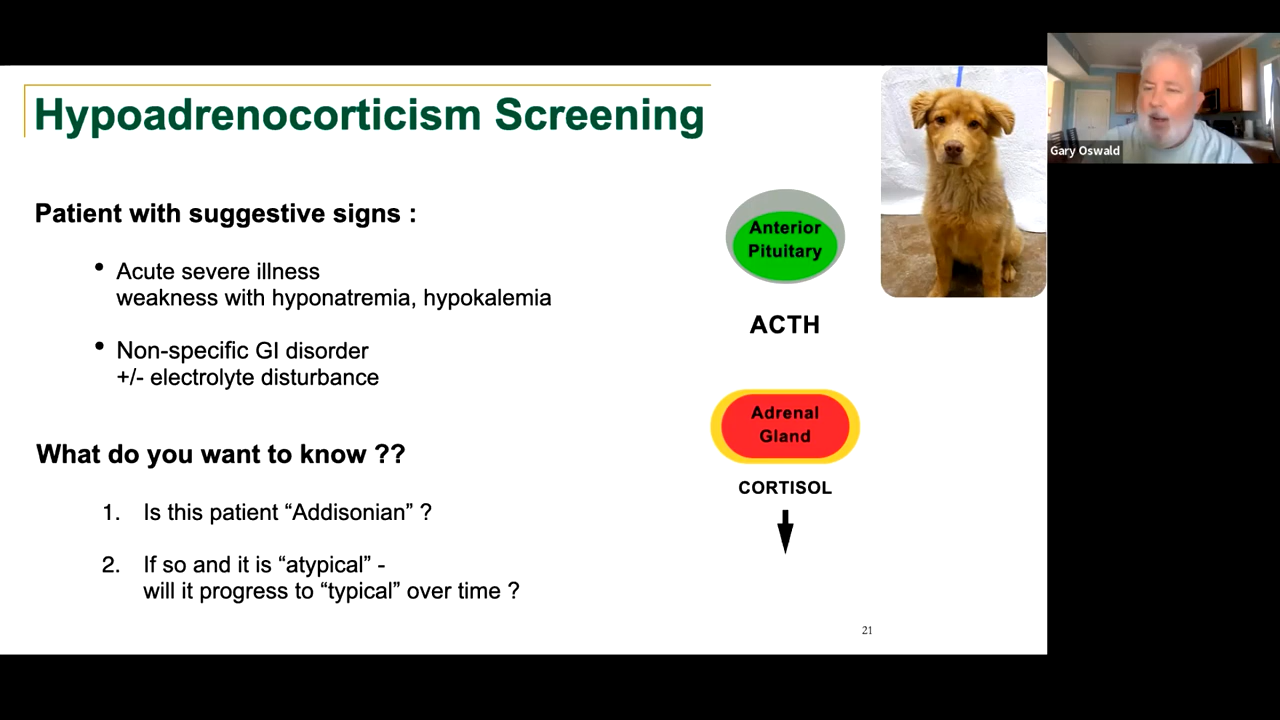 Hypoadrenocorticism Screening
Gary Oswald
Patient with suggestive signs :
• Acute severe illness
weakness with hyponatremia, hypokalemia
• Non-specific GI disorder
+/- electrolyte disturbance
What do you want to know ??
1. Is this patient “Addisonian” ?
2. If so and it is “atypical” -
will it progress to “typical” over time ?
Anterior
Pituitary
ACTH
Adrenal
Gland
CORTISOL
21